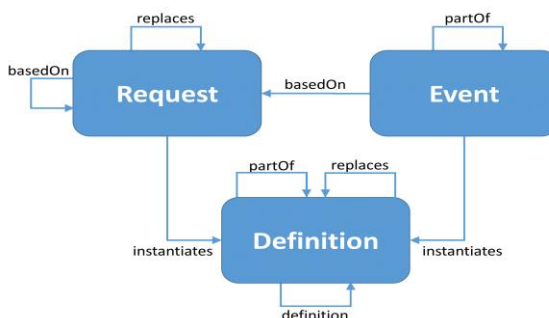 replaces
partOf
basedOn
Request
basedOn
Event
partOf
replaces
instantiates
Definition
instantiates
definition